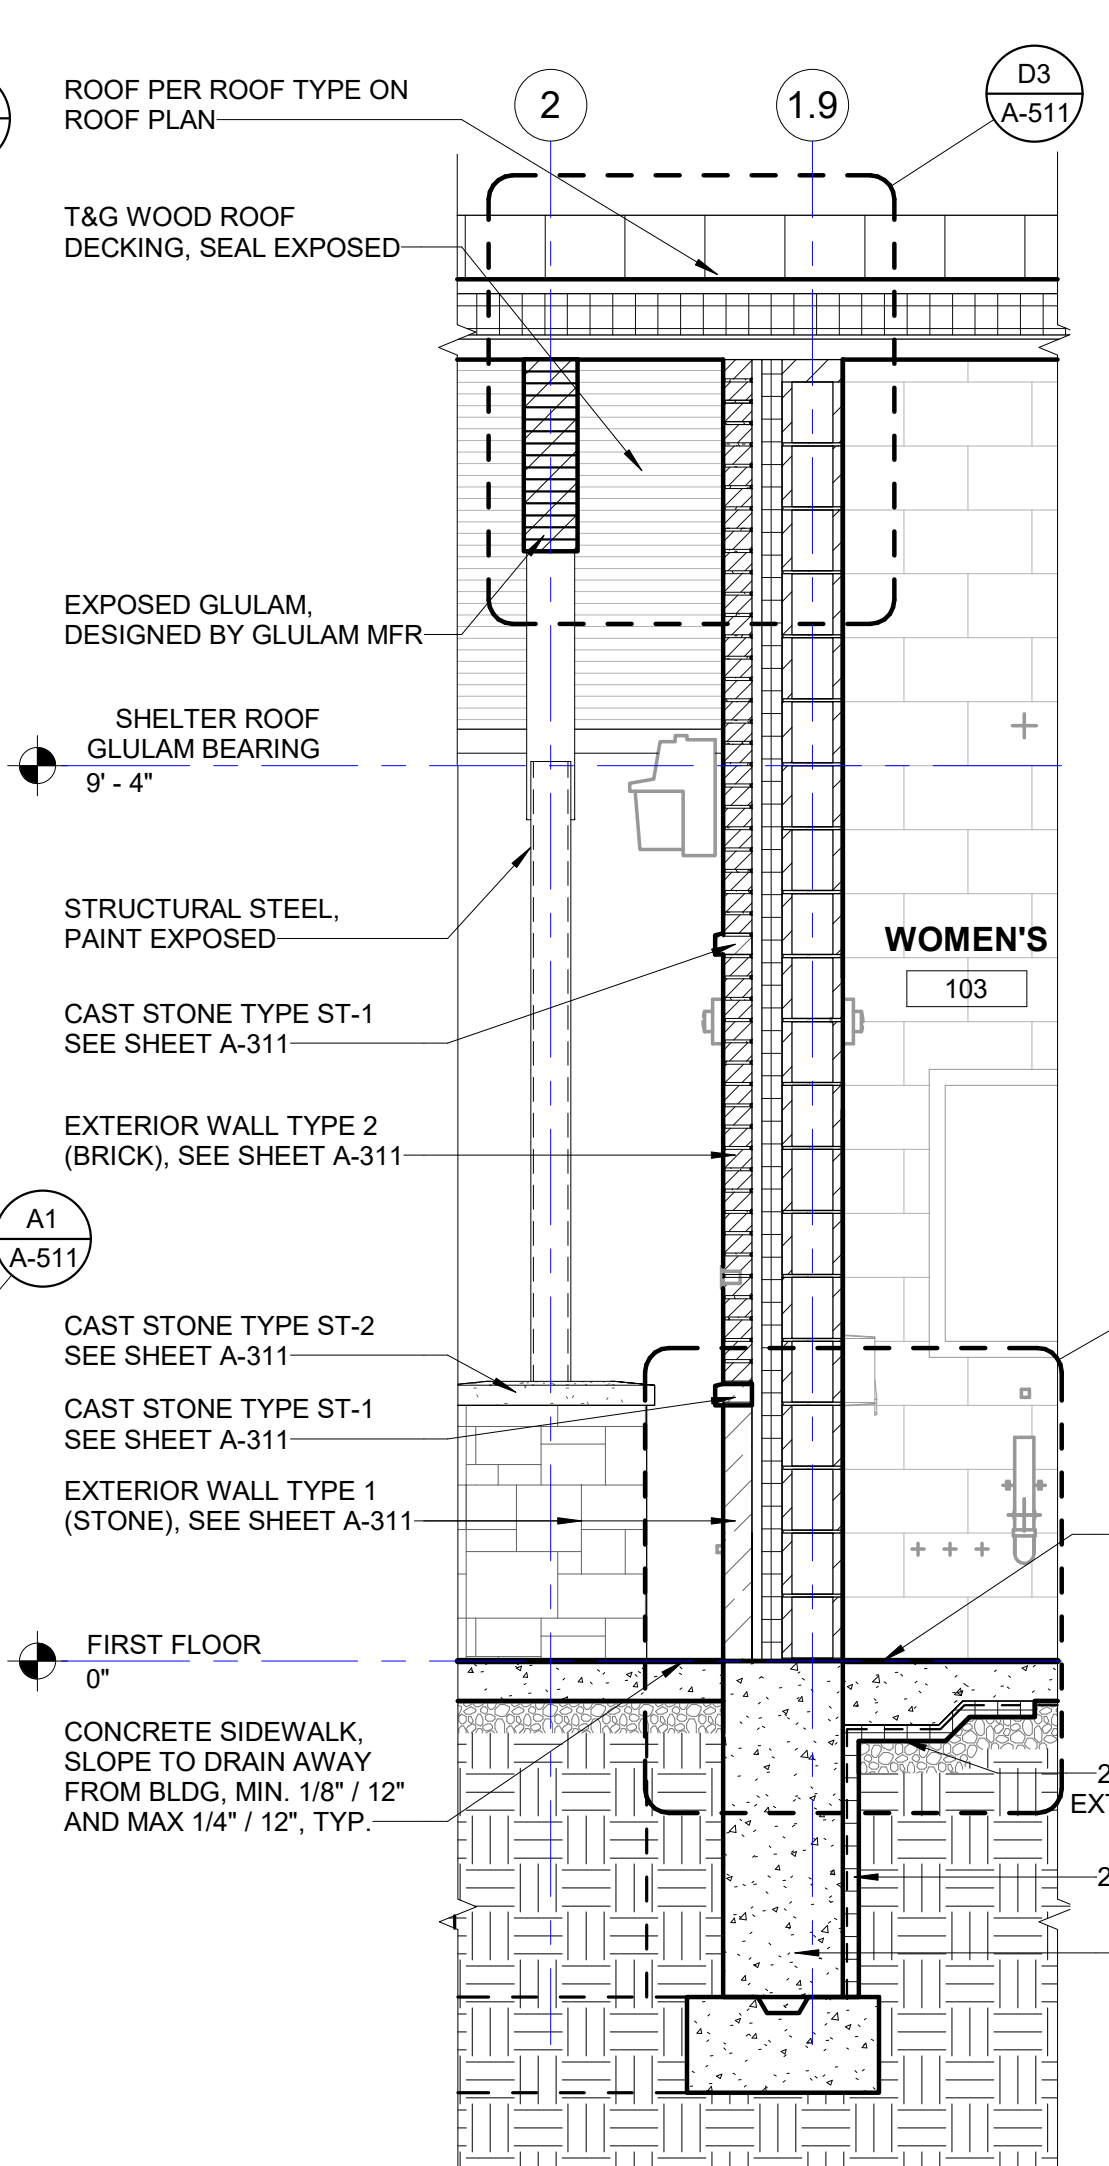 ROOF PER ROOF TYPE ON
ROOF PLAN
2
1.9
D3
A-511
T&G WOOD ROOF
DECKING, SEAL EXPOSED
EXPOSED GLULAM,
DESIGNED BY GLULAM MFR
SHELTER ROOF
GLULAM BEARING
9' - 4"
STRUCTURAL STEEL,
PAINT EXPOSED
WOMEN'S
103
CAST STONE TYPE ST-1
SEE SHEET A-311
EXTERIOR WALL TYPE 2
(BRICK), SEE SHEET A-311
A1
A-511
CAST STONE TYPE ST-2
SEE SHEET A-311
CAST STONE TYPE ST-1
SEE SHEET A-311
EXTERIOR WALL TYPE 1
(STONE), SEE SHEET A-311
FIRST FLOOR
0"
CONCRETE SIDEWALK,
SLOPE TO DRAIN AWAY
FROM BLDG, MIN. 1/8" / 12"
AND MAX 1/4" / 12", TYP.
2
EXT
2